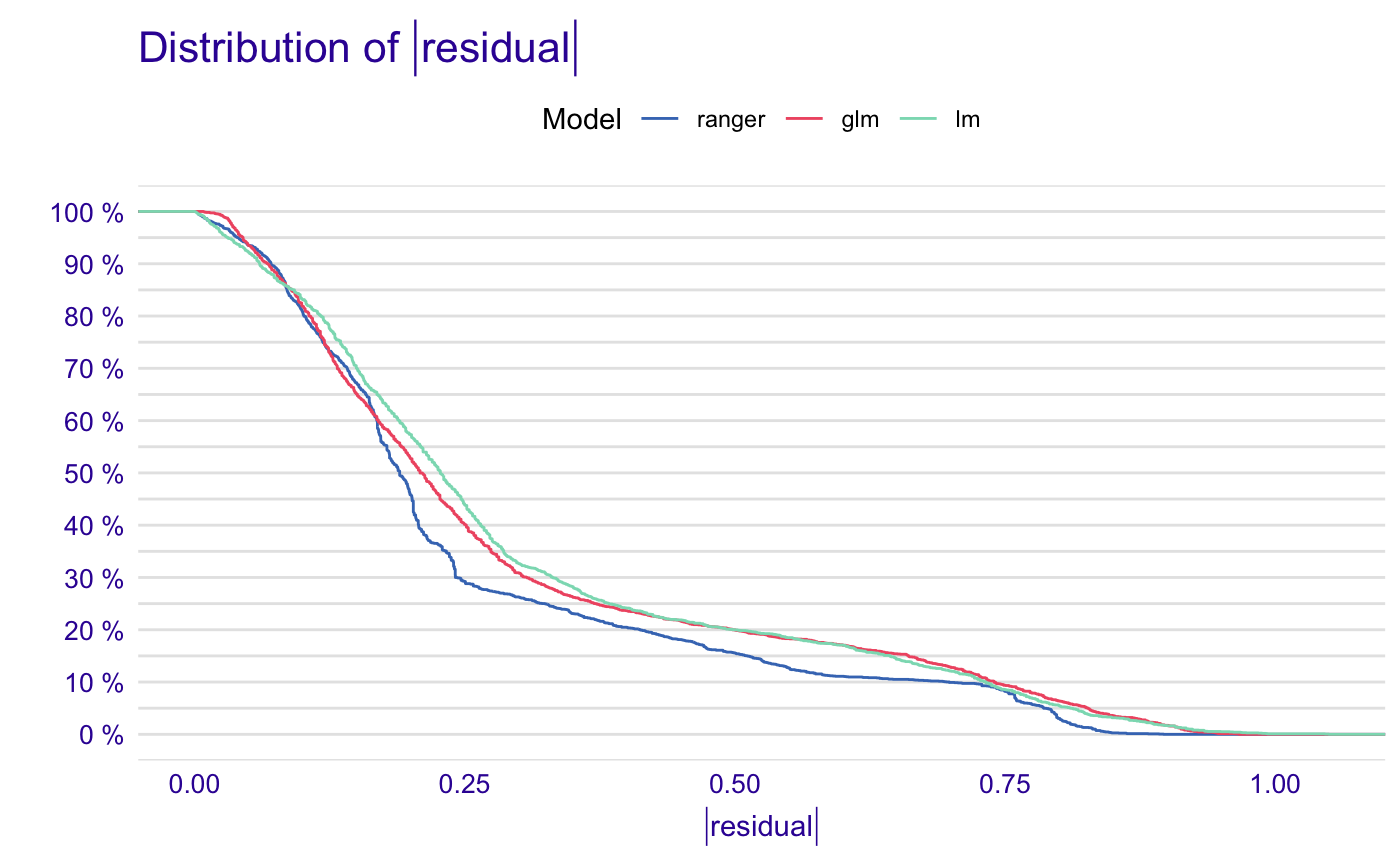 Distribution of |residual|
Model ranger glm lm
100 %
90 %
80 %
70 %
60 %
50 %
40 %
30 %
20 %
10 %
0 %
0.00 0.25 0.50 0.75 1.00
|residual|